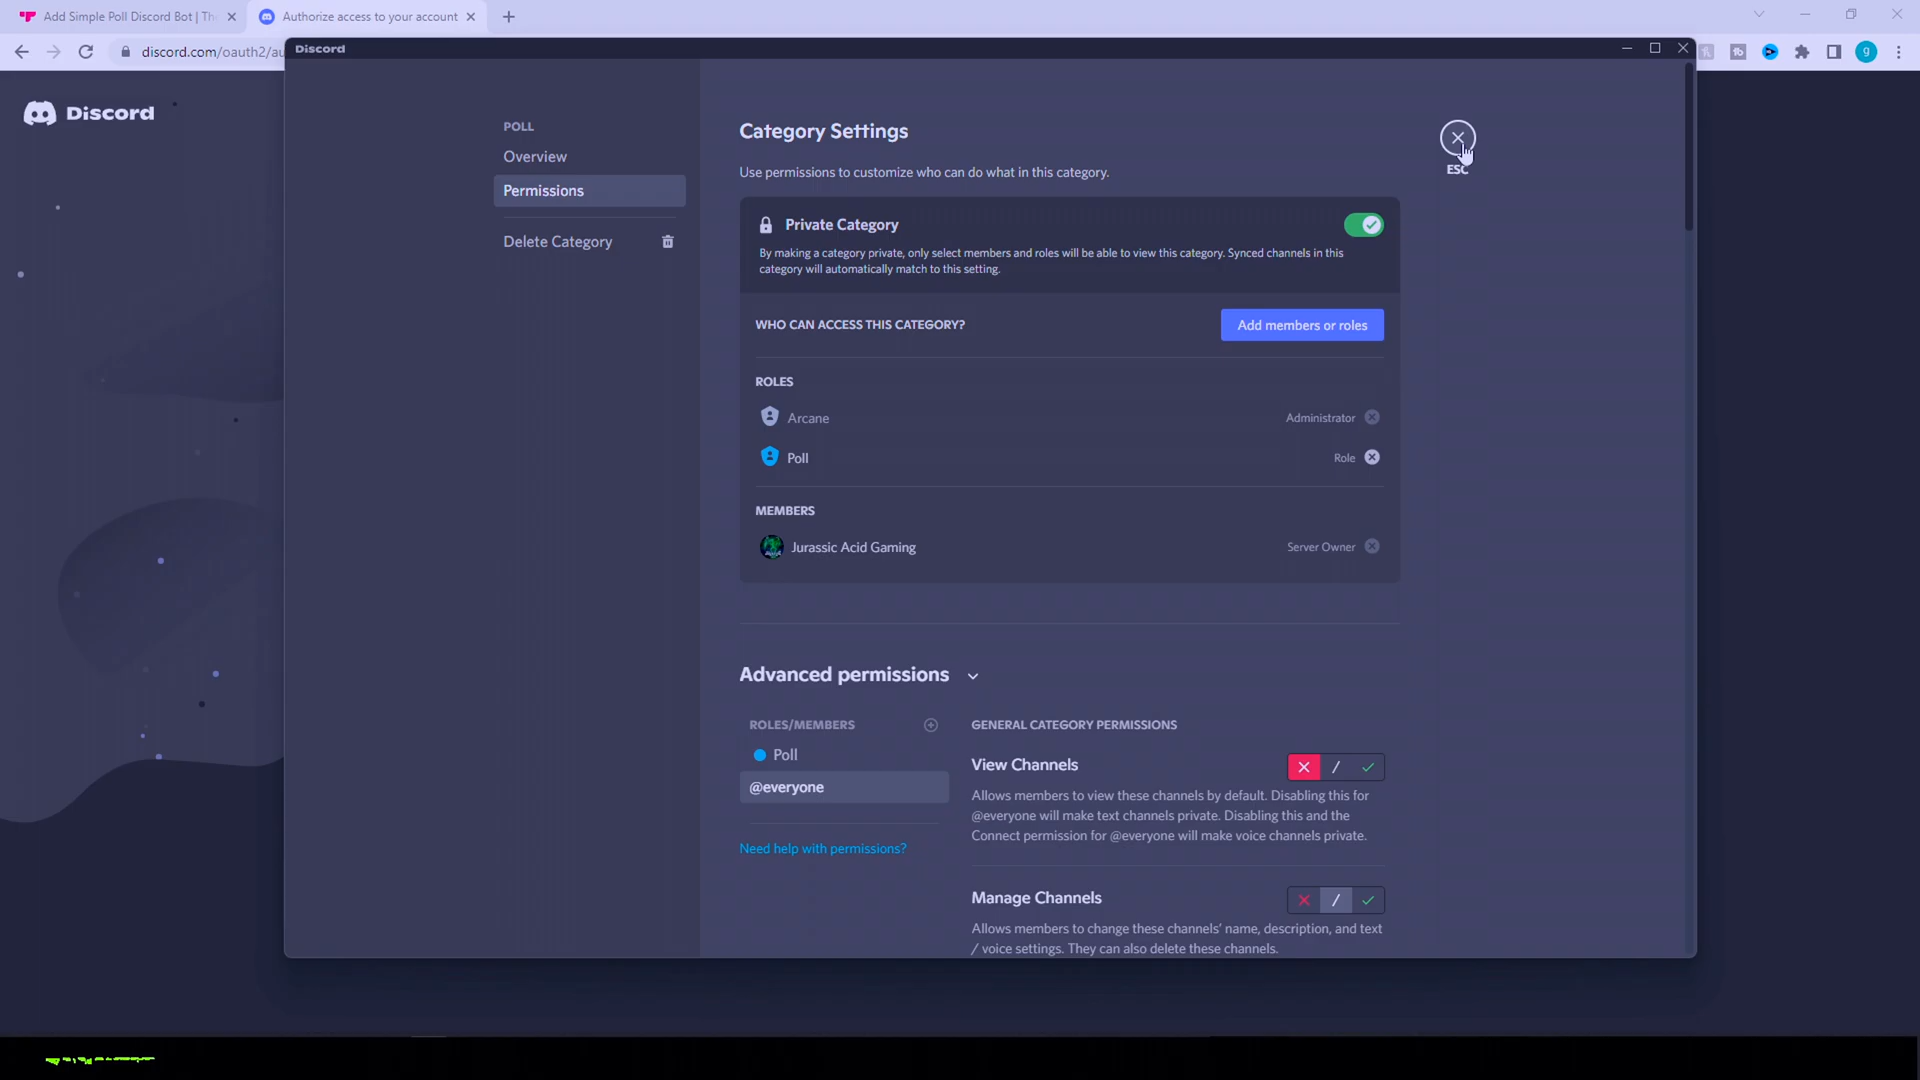 Add Simple Poll Discord Bot | Th
Authorize access to your account
discord.com/oauth2/au
Discord
Discord
POLL
Overview
Permissions
Delete Category
Category Settings
Use permissions to customize who can do what in this category.
ESC
Private Category
By making a category private, only select members and roles will be able to view this category. Synced channels in this
category will automatically match to this setting.
WHO CAN ACCESS THIS CATEGORY?
Add members or roles
ROLES
Arcane
Administrator
Poll
Role
MEMBERS
Jurassic Acid Gaming
Server Owner
Advanced permissions
ROLES/MEMBERS
Poll
@everyone
Need help with permissions?
GENERAL CATEGORY PERMISSIONS
View Channels
Allows members to view these channels by default. Disabling this for
@everyone will make text channels private. Disabling this and the
Connect permission for @everyone will make voice channels private.
Manage Channels
Allows members to change these channels' name, description, and text
/ voice settings. They can also delete these channels.
g